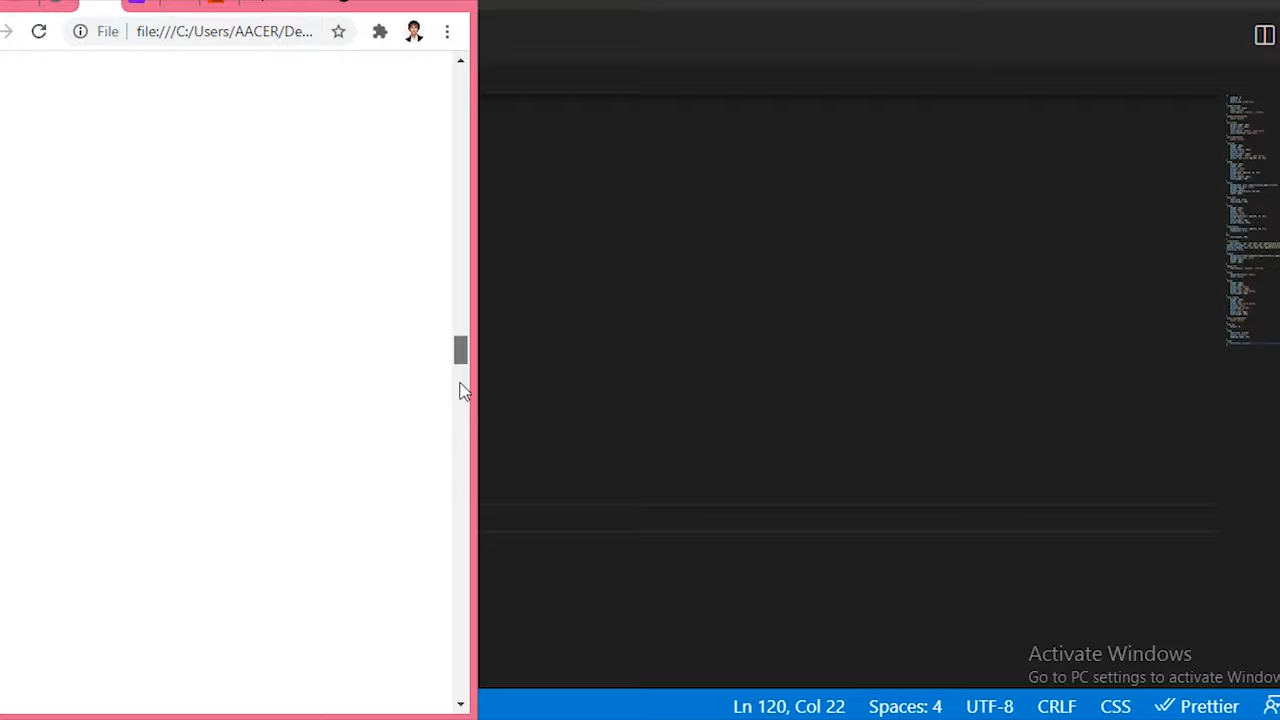 File file:///C:/Users/AACER/De...
Activate Windows
Go to PC settings to activate Window
Ln 120, Col 22 Spaces: 4 UTF-8 CRLF CSS Prettier